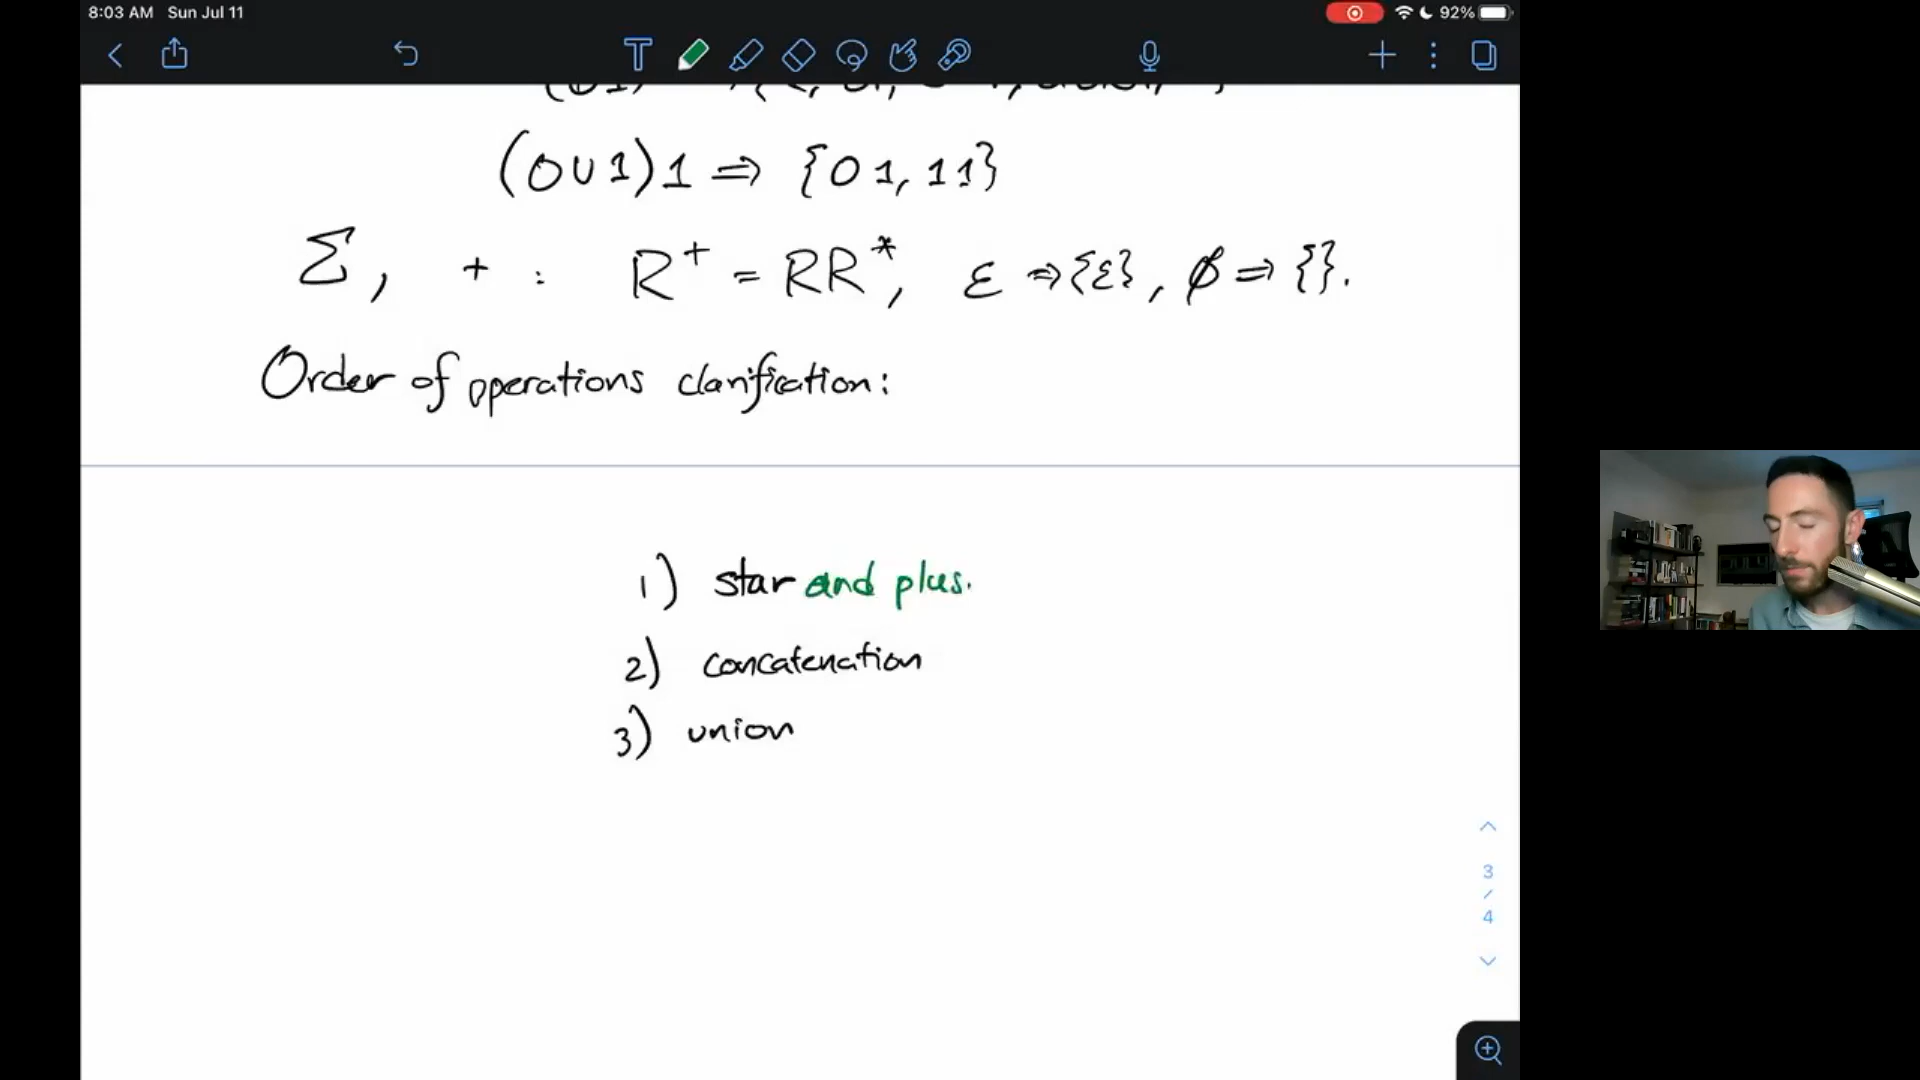 8:03 AM Sun Jul 11
92%
(0∪1)1 ⇒ {01, 11}
Σ, + : R⁺ = RR*, ε ⇒ {ε}, ∅ ⇒ {}.
Order of operations clarification:
1) star and plus.
2) concatenation
3) union
3
/
4